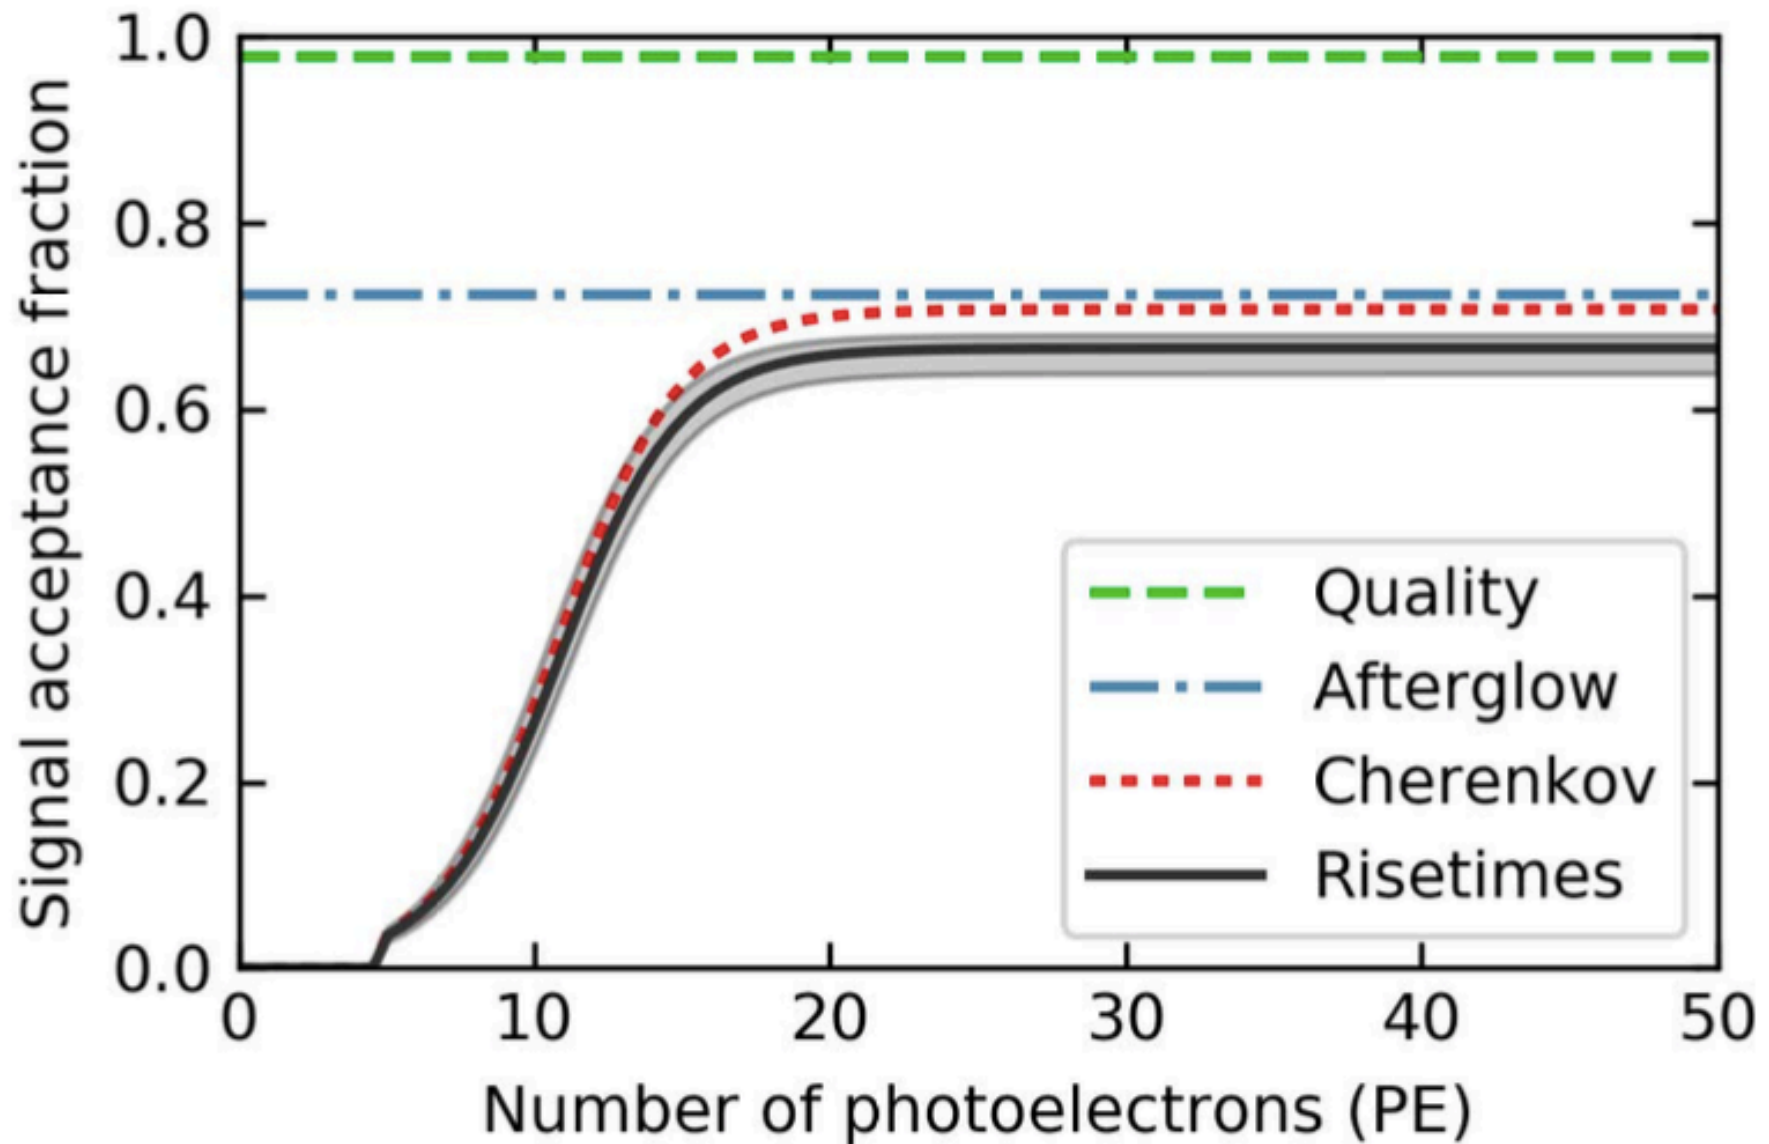 Signal acceptance fraction
1.0
0.8
0.6
0.4
0.2
0.0
0 10 20 30 40 50
Number of photoelectrons (PE)
Quality
Afterglow
Cherenkov
Risetimes